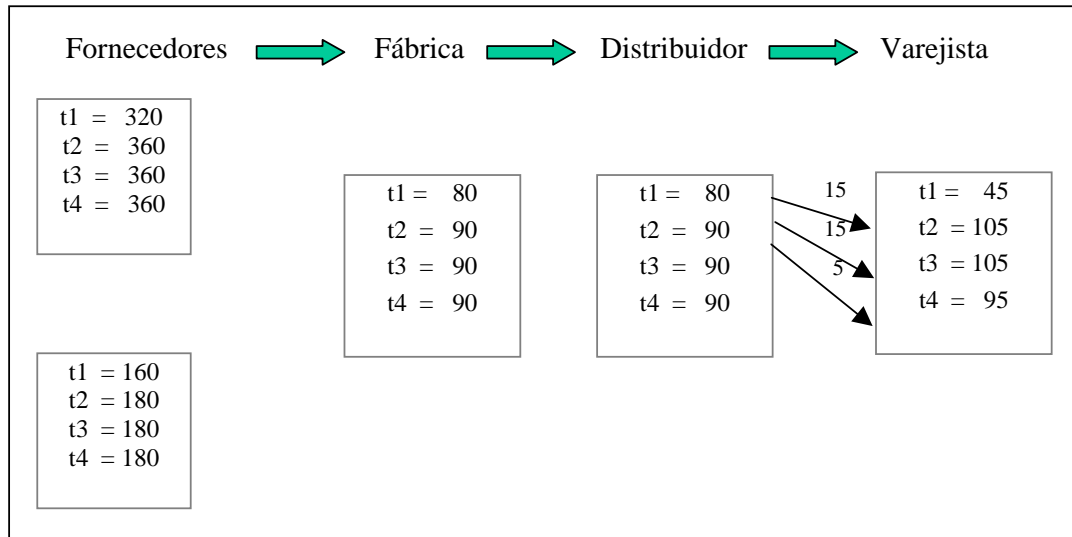 Fornecedores Fábrica Distribuidor Varejista
t1 = 320
t2 = 360
t3 = 360
t4 = 360
t1 = 160
t2 = 180
t3 = 180
t4 = 180
t1 = 80
t2 = 90
t3 = 90
t4 = 90
t1 = 80
t2 = 90
t3 = 90
t4 = 90
15
15
5
t1 = 45
t2 = 105
t3 = 105
t4 = 95